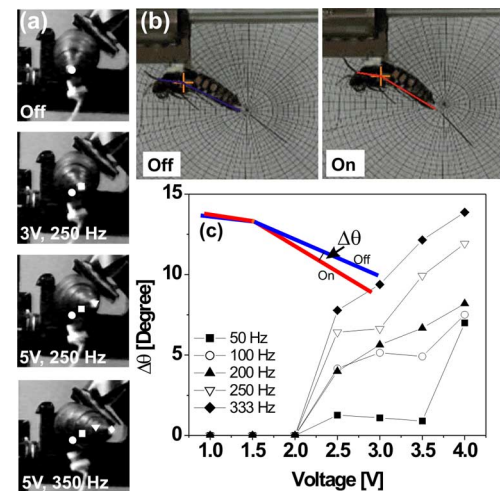 (a)
Off
3V, 250 Hz
5V, 250 Hz
5V, 350 Hz
(b)
Off
On
(c)
Δθ
Off
On
50 Hz
100 Hz
200 Hz
250 Hz
333 Hz
Δθ [Degree]
15
10
5
0
1.0 1.5 2.0 2.5 3.0 3.5 4.0
Voltage [V]